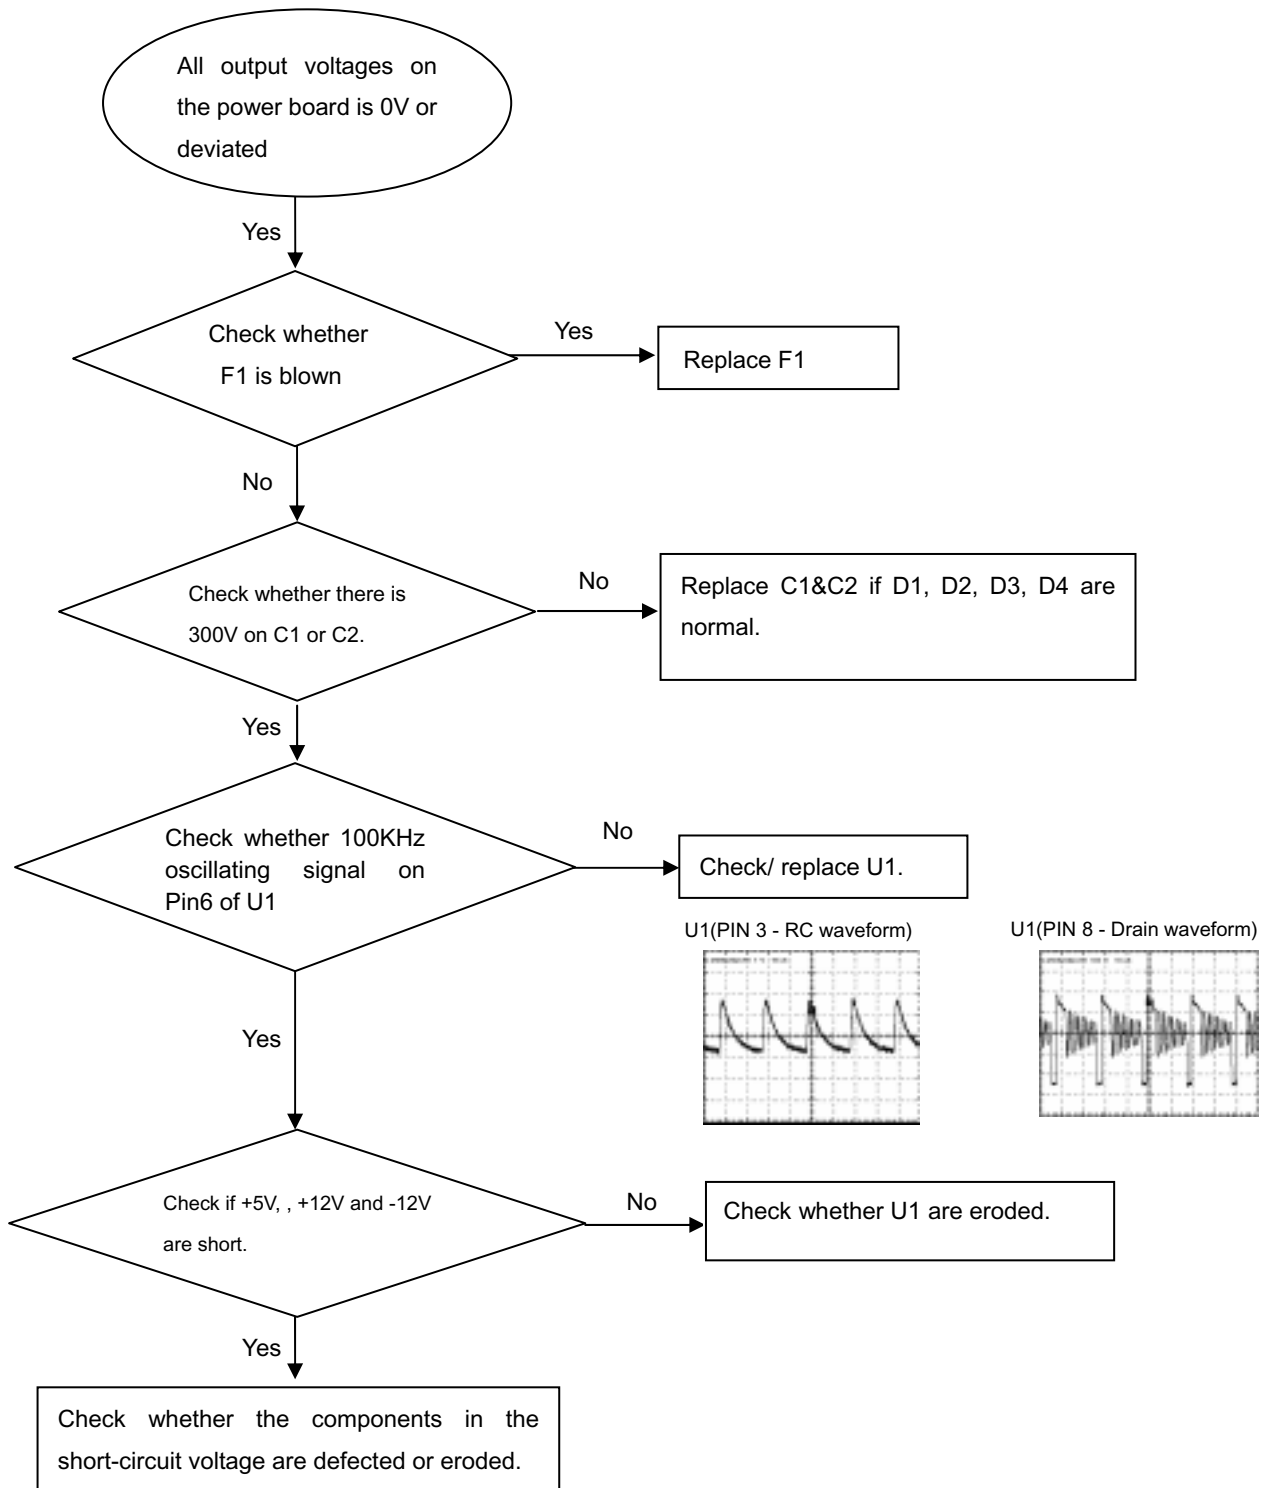 All output voltages on
the power board is 0V or
deviated
Yes
Check whether
F1 is blown
Yes
Replace F1
No
Check whether there is
300V on C1 or C2.
No
Replace C1&C2 if D1, D2, D3, D4 are
normal.
Yes
Check whether 100KHz
oscillating signal on
Pin6 of U1
No
Check/ replace U1.
U1(PIN 3 - RC waveform)
U1(PIN 8 - Drain waveform)
Yes
Check if +5V, , +12V and -12V
are short.
No
Check whether U1 are eroded.
Yes
Check whether the components in the
short-circuit voltage are defected or eroded.